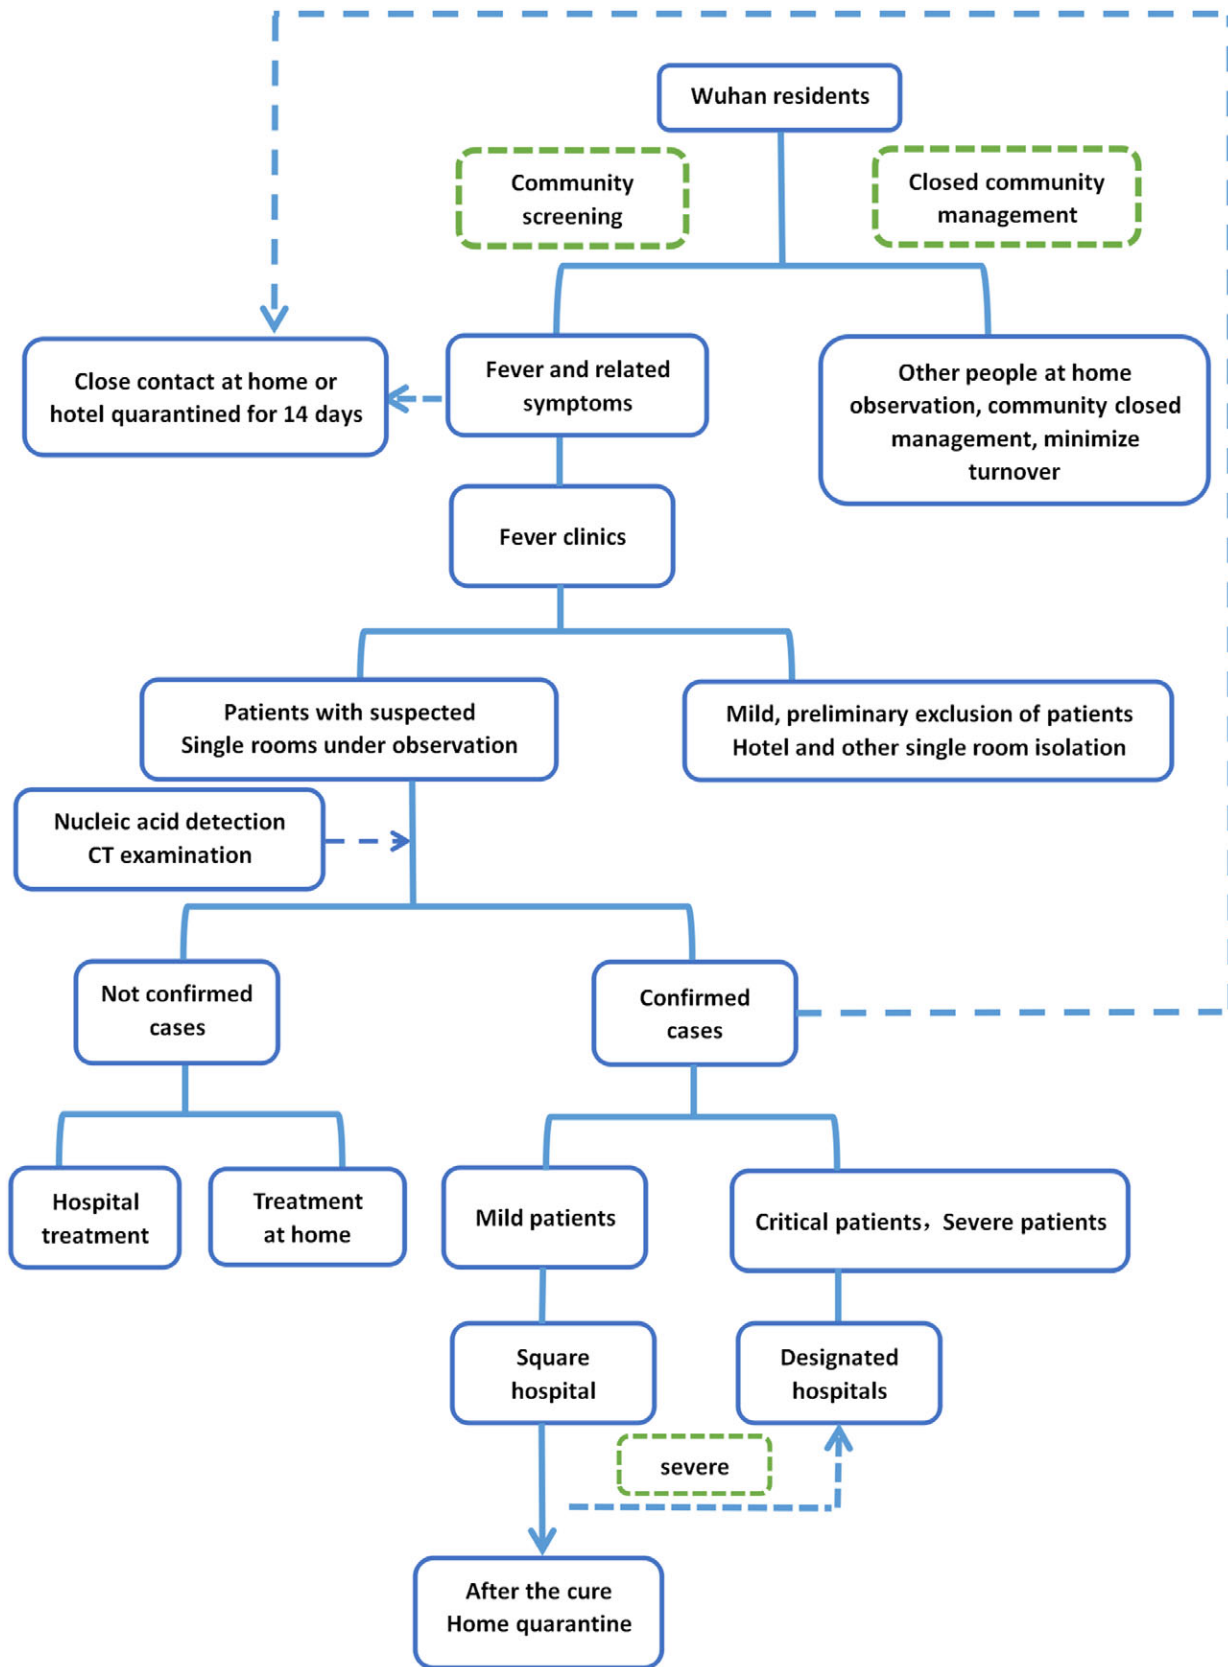 Wuhan residents
Community
screening
Closed community
management
Close contact at home or
hotel quarantined for 14 days
Fever and related
symptoms
Other people at home
observation, community closed
management, minimize
turnover
Fever clinics
Patients with suspected
Single rooms under observation
Mild, preliminary exclusion of patients
Hotel and other single room isolation
Nucleic acid detection
CT examination
Not confirmed
cases
Confirmed
cases
Hospital
treatment
Treatment
at home
Mild patients
Critical patients，Severe patients
Square
hospital
Designated
hospitals
severe
After the cure
Home quarantine